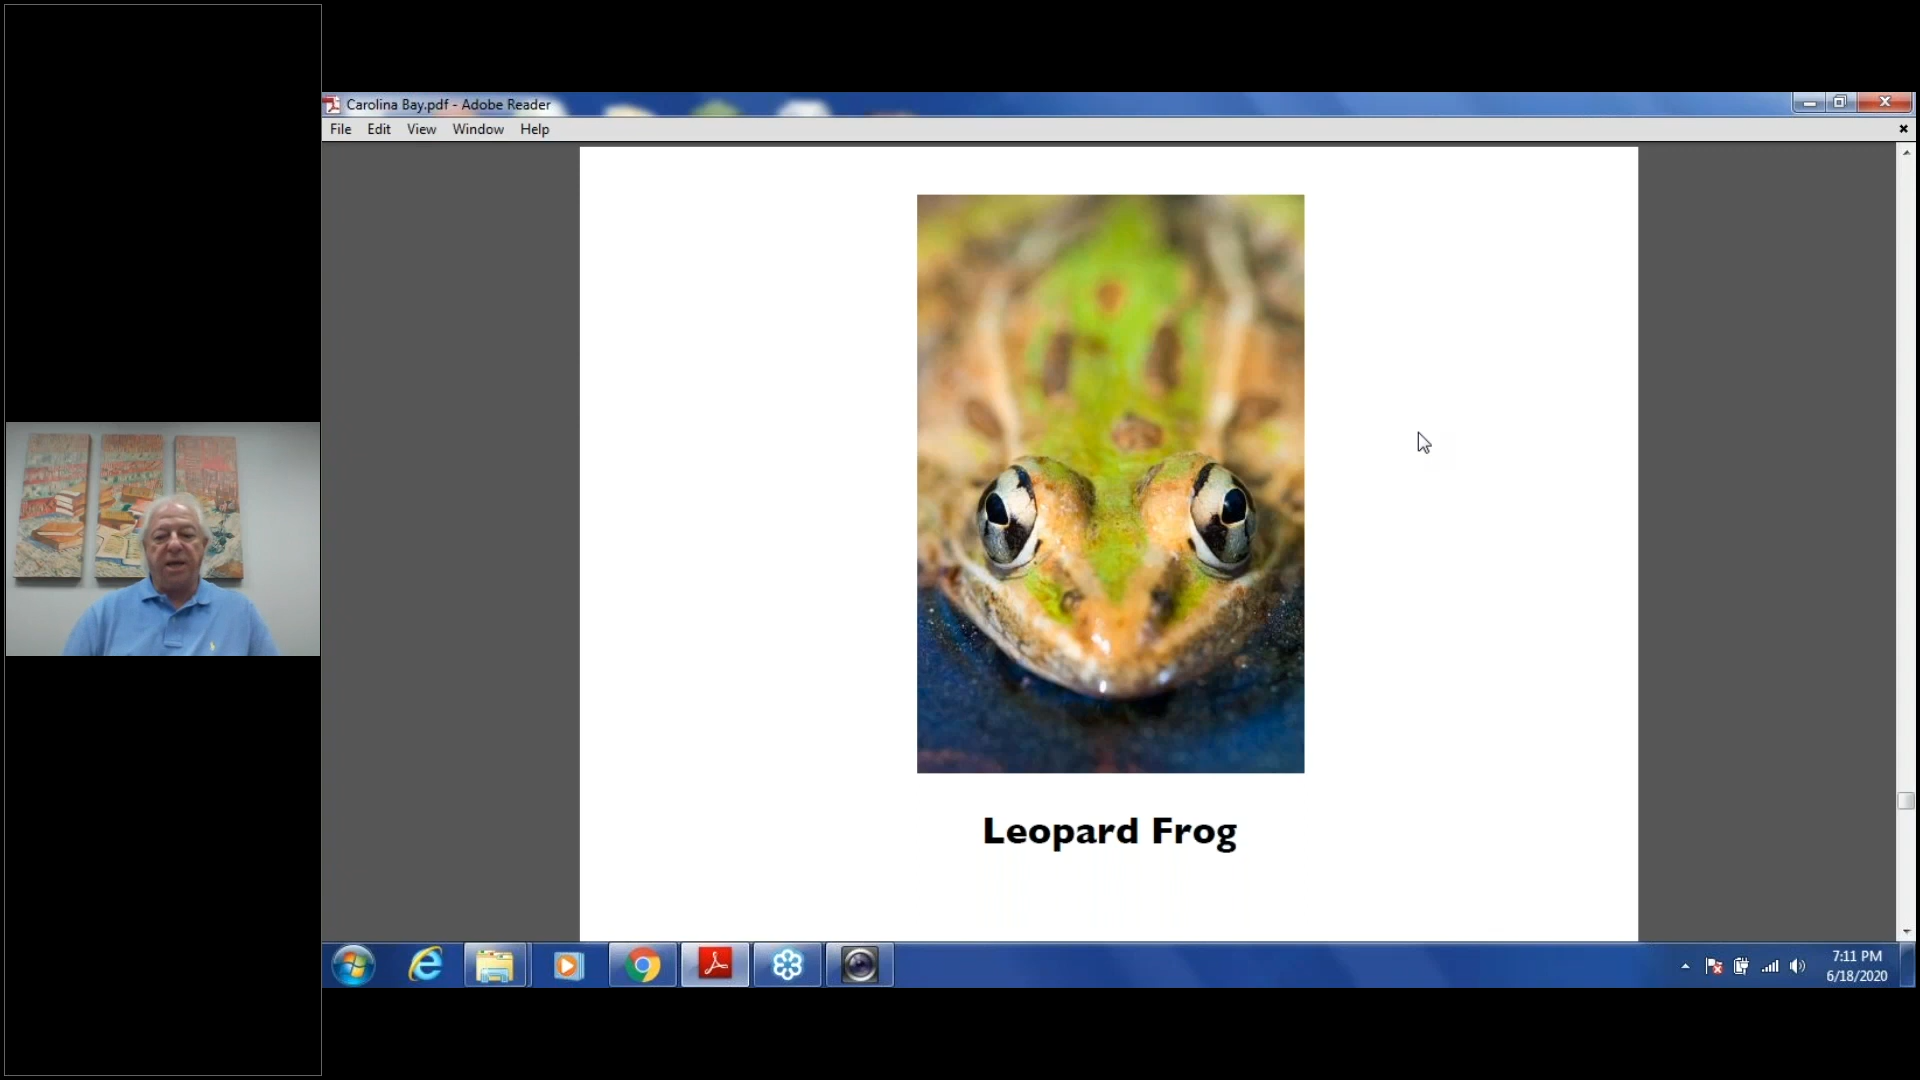 Carolina Bay.pdf - Adobe Reader
File Edit View Window Help
Leopard Frog
7:11 PM
6/18/2020